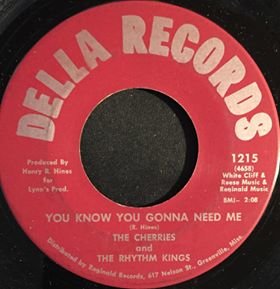 DELLA RECORDS
Produced By
Henry R. Hines
For
Lynn's Prod.
1215
(4658)
White Cliff &
Reesa Music &
Reginald Music
BMI- 2:08
YOU KNOW YOU GONNA NEED ME
(R. Hines)
THE CHERRIES
and
THE RHYTHM KINGS
Distributed by Reginald Records, 617 Nelson St., Greenville, Miss.